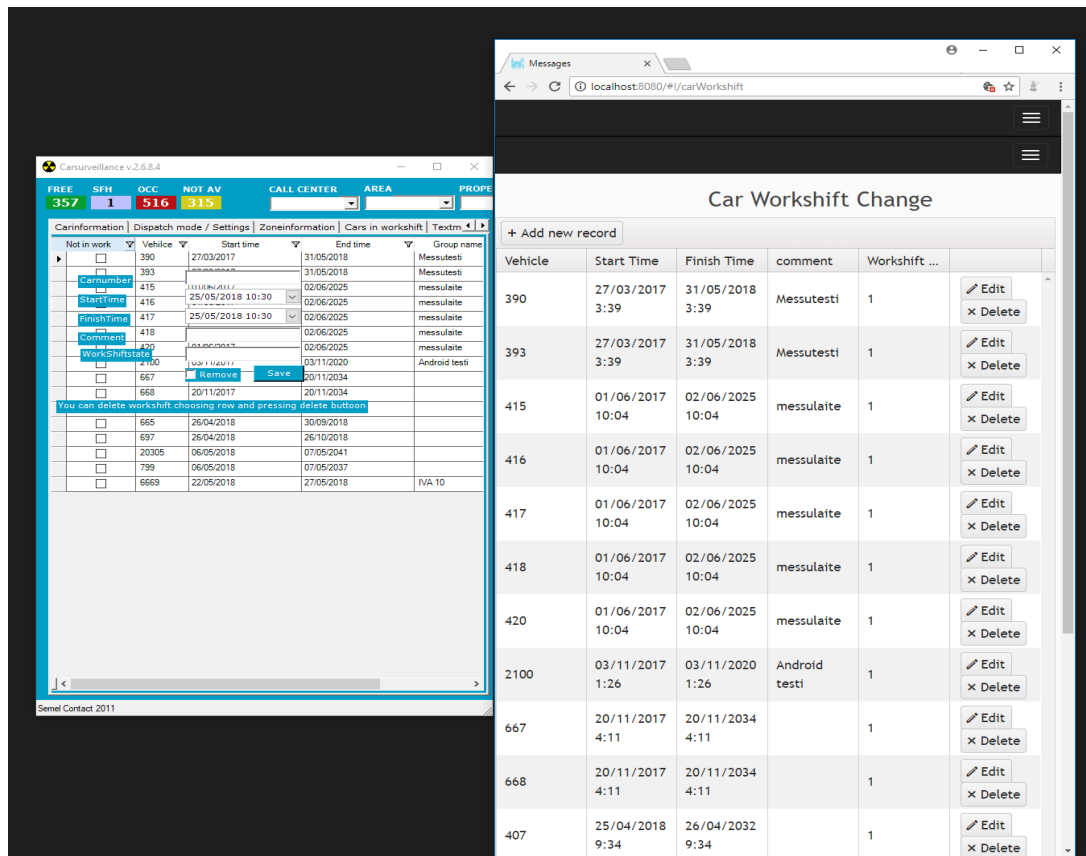 Carsurveillance v.2.6.8.4
FREE SFH OCC NOT AV CALL CENTER AREA PROPE
357 1 516 315
Carinformation Dispatch mode / Settings Zoneinformation Cars in workshift Textm
Not in work Vehilce Start time End time Group name
390 27/03/2017 31/05/2018 Messutesti
393 31/05/2018 Messutesti
Carnumber
415 02/06/2025 messulaite
StartTime 25/05/2018 10:30
416 02/06/2025 messulaite
FinishTime 25/05/2018 10:30
417 02/06/2025 messulaite
418 02/06/2025 messulaite
Comment
420 01/06/2017 02/06/2025 messulaite
WorkShiftstate
2100 03/11/2017 03/11/2020 Android testi
667 20/11/2034
Remove Save
668 20/11/2017 20/11/2034
You can delete workshift choosing row and pressing delete buttoon
665 26/04/2018 30/09/2018
697 26/04/2018 26/10/2018
20305 06/05/2018 07/05/2041
799 06/05/2018 07/05/2037
6669 22/05/2018 27/05/2018 IVA 10
Semel Contact 2011
Messages
localhost:8080/#!/carWorkshift
Car Workshift Change
+ Add new record
Vehicle Start Time Finish Time comment Workshift ...
390 27/03/2017 3:39 31/05/2018 3:39 Messutesti 1 Edit Delete
393 27/03/2017 3:39 31/05/2018 3:39 Messutesti 1 Edit Delete
415 01/06/2017 10:04 02/06/2025 10:04 messulaite 1 Edit Delete
416 01/06/2017 10:04 02/06/2025 10:04 messulaite 1 Edit Delete
417 01/06/2017 10:04 02/06/2025 10:04 messulaite 1 Edit Delete
418 01/06/2017 10:04 02/06/2025 10:04 messulaite 1 Edit Delete
420 01/06/2017 10:04 02/06/2025 10:04 messulaite 1 Edit Delete
2100 03/11/2017 1:26 03/11/2020 1:26 Android testi 1 Edit Delete
667 20/11/2017 4:11 20/11/2034 4:11 1 Edit Delete
668 20/11/2017 4:11 20/11/2034 4:11 1 Edit Delete
407 25/04/2018 9:34 26/04/2032 9:34 1 Edit Delete